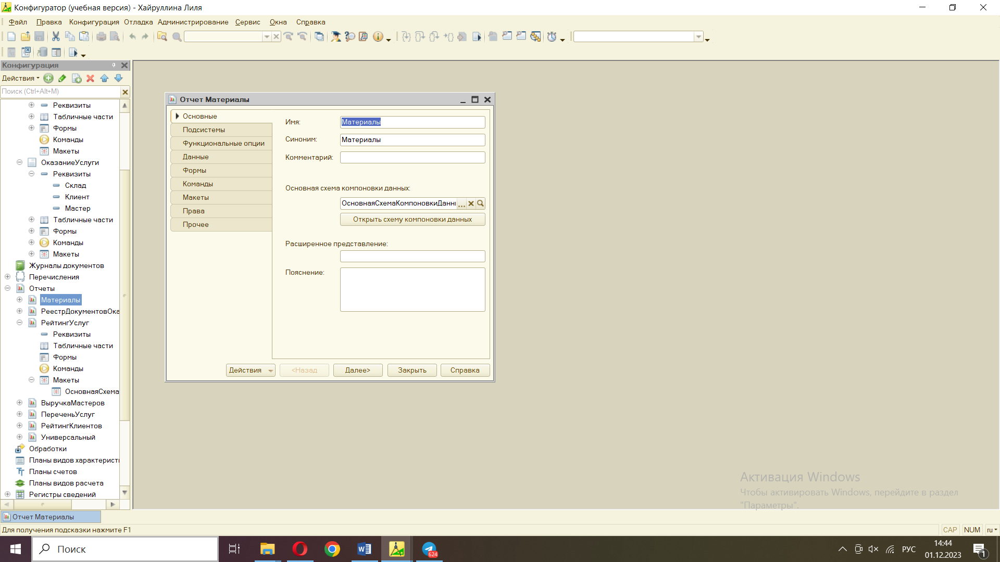 Конфигуратор (учебная версия) - Хайруллина Лиля
Файл Правка Конфигурация Отладка Администрирование Сервис Окна Справка
Конфигурация
Действия
Поиск (Ctrl+Alt+M)
Реквизиты
Табличные части
Формы
Команды
Макеты
ОказаниеУслуги
Реквизиты
Склад
Клиент
Мастер
Табличные части
Формы
Команды
Макеты
Журналы документов
Перечисления
Отчеты
Материалы
РеестрДокументовОка
РейтингУслуг
Реквизиты
Табличные части
Формы
Команды
Макеты
ОсновнаяСхема
ВыручкаМастеров
ПереченьУслуг
РейтингКлиентов
Универсальный
Обработки
Планы видов характерист
Планы счетов
Планы видов расчета
Регистры сведений
Отчет Материалы
Основные
Подсистемы
Функциональные опции
Данные
Формы
Команды
Макеты
Права
Прочее
Имя: Материалы
Синоним: Материалы
Комментарий:
Основная схема компоновки данных:
ОсновнаяСхемаКомпоновкиДанн ...
Открыть схему компоновки данных
Расширенное представление:
Пояснение:
Действия <Назад Далее> Закрыть Справка
Активация Windows
Чтобы активировать Windows, перейдите в раздел
"Параметры".
Отчет Материалы
Для получения подсказки нажмите F1
CAP NUM ru
Поиск
624
РУС
14:44
01.12.2023
1